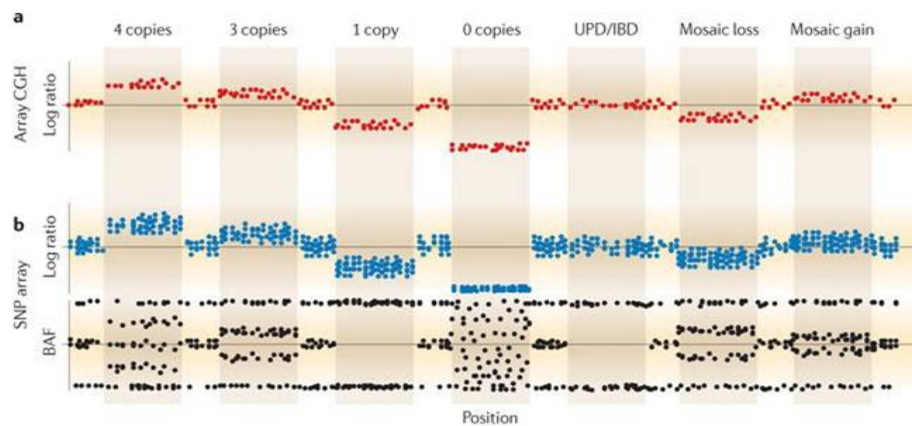 a
4 copies 3 copies 1 copy 0 copies UPD/IBD Mosaic loss Mosaic gain
Array CGH
Log ratio
b
SNP array
Log ratio
BAF
Position